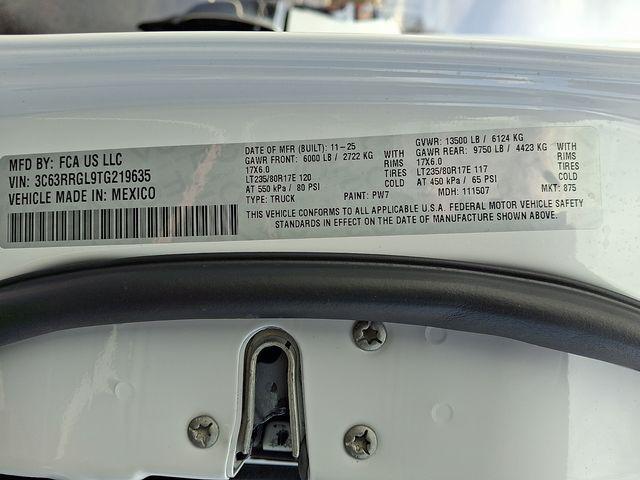 MFD BY: FCA US LLC
VIN: 3C63RRGL9TG219635
VEHICLE MADE IN: MEXICO
DATE OF MFR (BUILT): 11-25
GAWR FRONT: 6000 LB / 2722 KG WITH
17X6.0 RIMS
LT235/80R17E 120 TIRES
AT 550 kPa / 80 PSI COLD
TYPE: TRUCK PAINT: PW7
GVWR: 13500 LB / 6124 KG
GAWR REAR: 9750 LB / 4423 KG WITH
17X6.0 RIMS
LT235/80R17E 117 TIRES
AT 450 kPa / 65 PSI COLD
MDH: 111507 MKT: 875
THIS VEHICLE CONFORMS TO ALL APPLICABLE U.S.A. FEDERAL MOTOR VEHICLE SAFETY
STANDARDS IN EFFECT ON THE DATE OF MANUFACTURE SHOWN ABOVE.